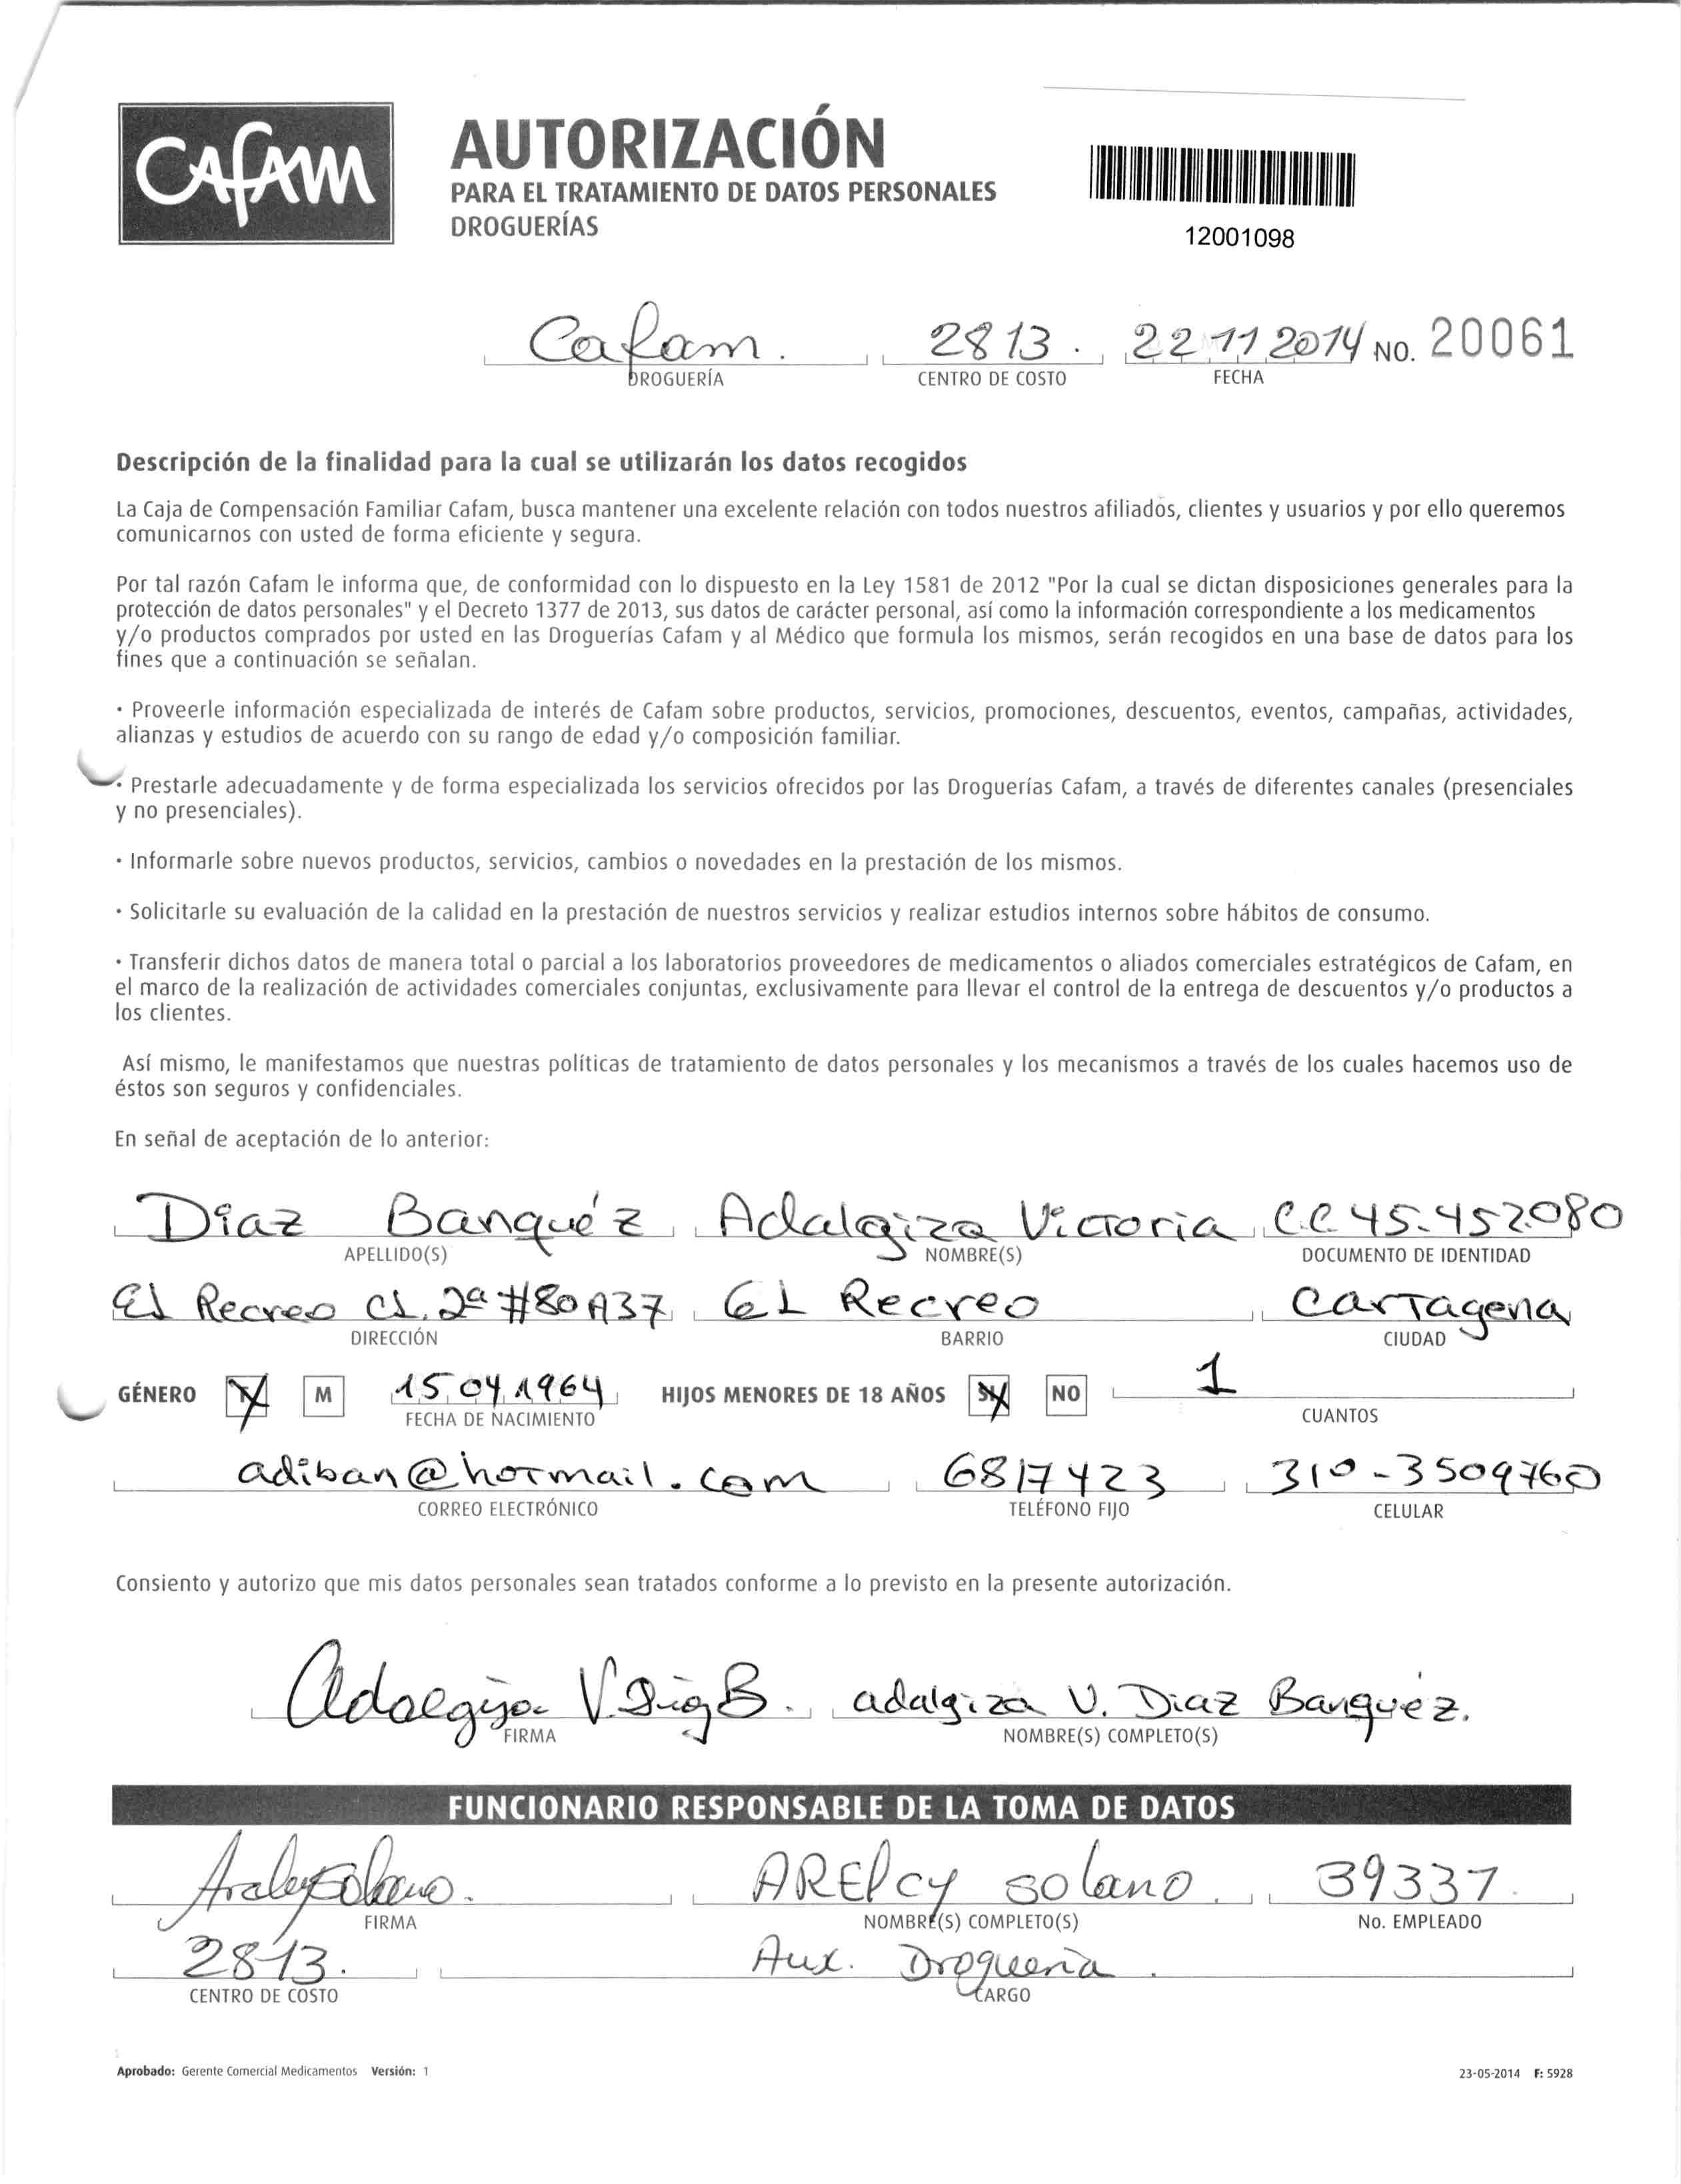 CAFAM
AUTORIZACIÓN
PARA EL TRATAMIENTO DE DATOS PERSONALES
DROGUERÍAS
12001098
Cafam. 2813. 22 11 2014 NO. 20061
DROGUERÍA CENTRO DE COSTO FECHA
Descripción de la finalidad para la cual se utilizarán los datos recogidos
La Caja de Compensación Familiar Cafam, busca mantener una excelente relación con todos nuestros afiliados, clientes y usuarios y por ello queremos
comunicarnos con usted de forma eficiente y segura.
Por tal razón Cafam le informa que, de conformidad con lo dispuesto en la Ley 1581 de 2012 "Por la cual se dictan disposiciones generales para la
protección de datos personales" y el Decreto 1377 de 2013, sus datos de carácter personal, así como la información correspondiente a los medicamentos
y/o productos comprados por usted en las Droguerías Cafam y al Médico que formula los mismos, serán recogidos en una base de datos para los
fines que a continuación se señalan.
· Proveerle información especializada de interés de Cafam sobre productos, servicios, promociones, descuentos, eventos, campañas, actividades,
alianzas y estudios de acuerdo con su rango de edad y/o composición familiar.
· Prestarle adecuadamente y de forma especializada los servicios ofrecidos por las Droguerías Cafam, a través de diferentes canales (presenciales
y no presenciales).
· Informarle sobre nuevos productos, servicios, cambios o novedades en la prestación de los mismos.
· Solicitarle su evaluación de la calidad en la prestación de nuestros servicios y realizar estudios internos sobre hábitos de consumo.
· Transferir dichos datos de manera total o parcial a los laboratorios proveedores de medicamentos o aliados comerciales estratégicos de Cafam, en
el marco de la realización de actividades comerciales conjuntas, exclusivamente para llevar el control de la entrega de descuentos y/o productos a
los clientes.
Así mismo, le manifestamos que nuestras políticas de tratamiento de datos personales y los mecanismos a través de los cuales hacemos uso de
éstos son seguros y confidenciales.
En señal de aceptación de lo anterior:
Diaz Banquéz Adalgiza Victoria C.C 45.452080
APELLIDO(S) NOMBRE(S) DOCUMENTO DE IDENTIDAD
El Recreo CL. 2ª #80A37 EL Recreo Cartagena
DIRECCIÓN BARRIO CIUDAD
GÉNERO M 15 04 1964 HIJOS MENORES DE 18 AÑOS SI NO 1
FECHA DE NACIMIENTO CUANTOS
adiban@hotmail.com 6817423 310-3509760
CORREO ELECTRÓNICO TELÉFONO FIJO CELULAR
Consiento y autorizo que mis datos personales sean tratados conforme a lo previsto en la presente autorización.
Adalgiza V. Diaz B. adalgiza V. Diaz Banquéz.
FIRMA NOMBRE(S) COMPLETO(S)
FUNCIONARIO RESPONSABLE DE LA TOMA DE DATOS
ARElcy solano. 39337.
FIRMA NOMBRE(S) COMPLETO(S) No. EMPLEADO
2813. Aux. Droguería.
CENTRO DE COSTO CARGO
Aprobado: Gerente Comercial Medicamentos Versión: 1 23-05-2014 F: 5928